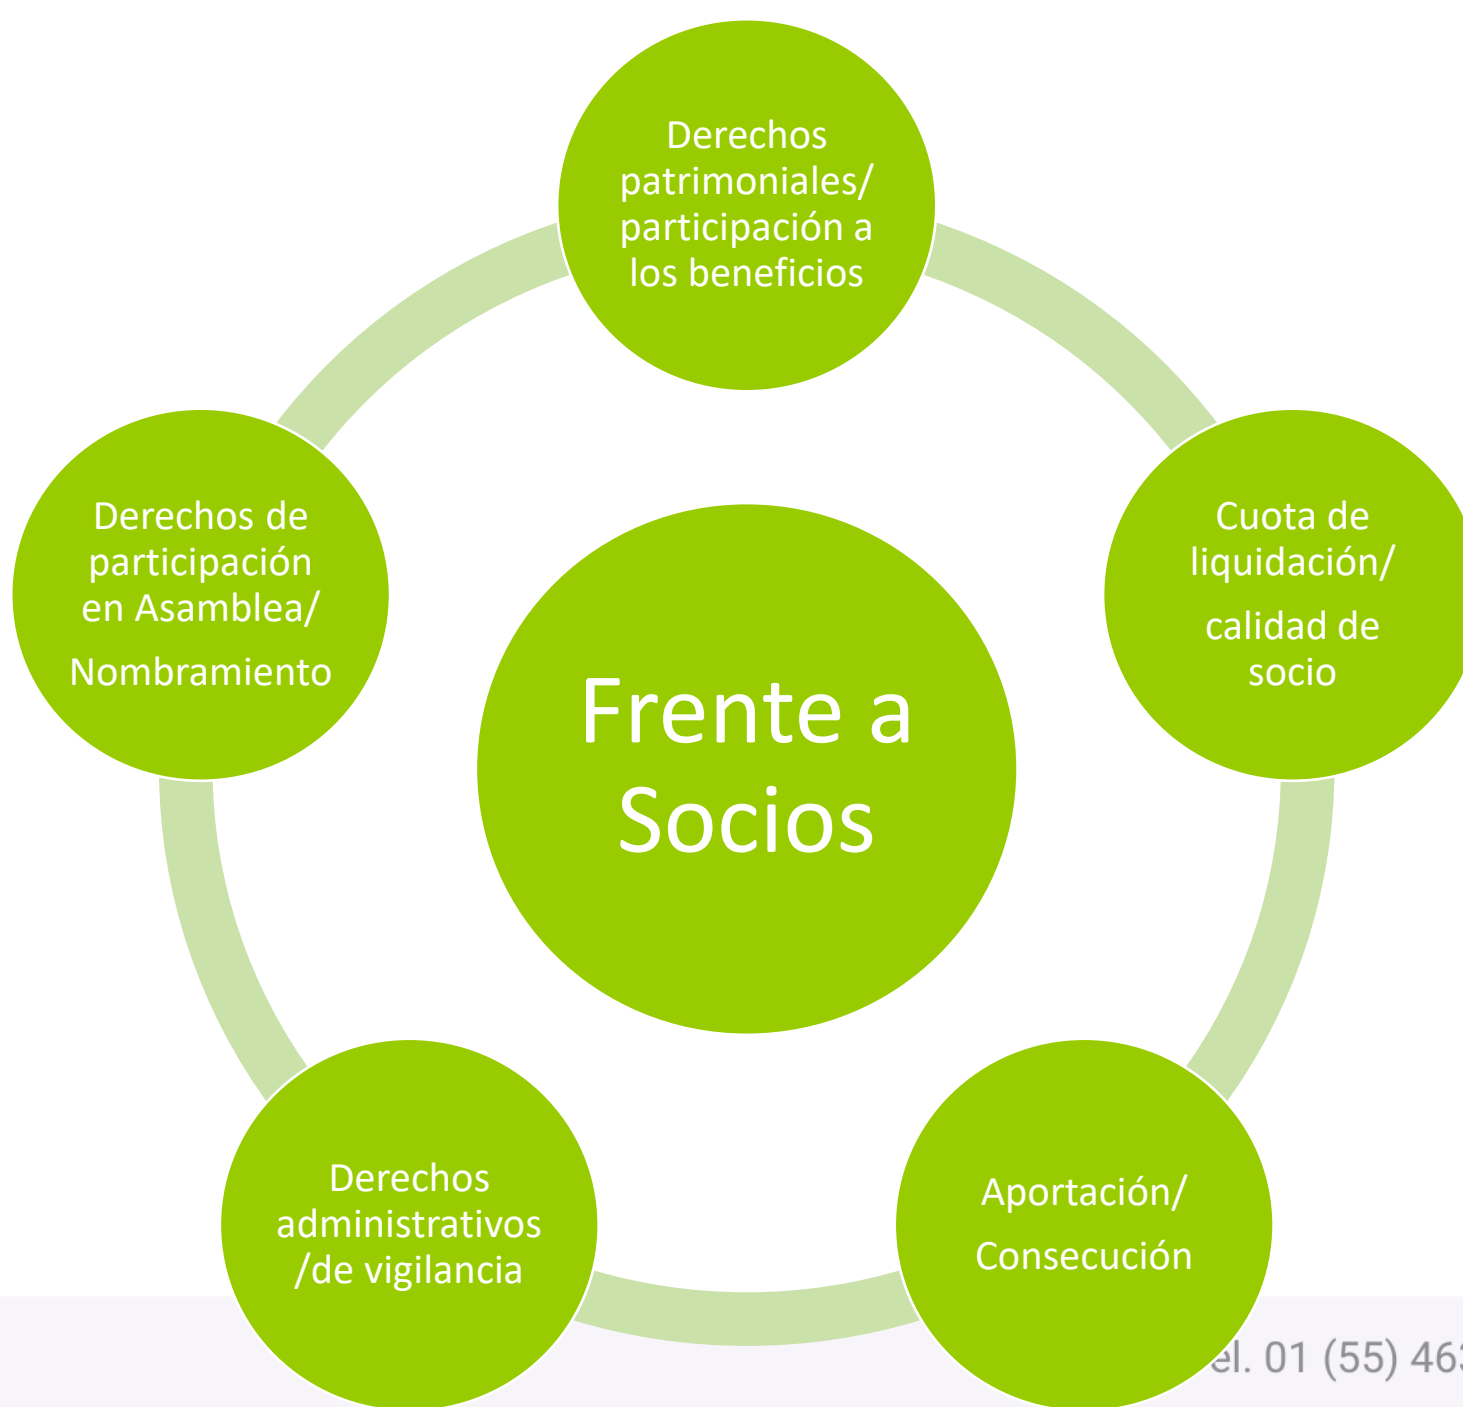 Derechos
patrimoniales/
participación a
los beneficios
Cuota de
liquidación/
calidad de
socio
Aportación/
Consecución
Derechos
administrativos
/de vigilancia
Derechos de
participación
en Asamblea/
Nombramiento
Frente a
Socios
el. 01 (55) 463